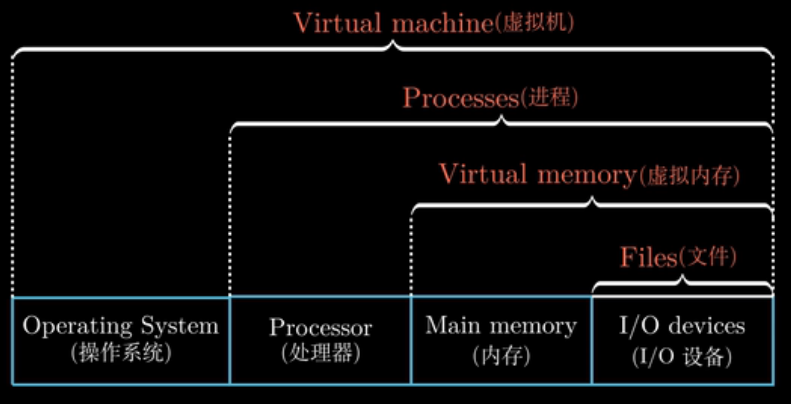 Virtual machine(虚拟机)
Processes(进程)
Virtual memory(虚拟内存)
Files(文件)
Operating System
(操作系统)
Processor
(处理器)
Main memory
(内存)
I/O devices
(I/O 设备)